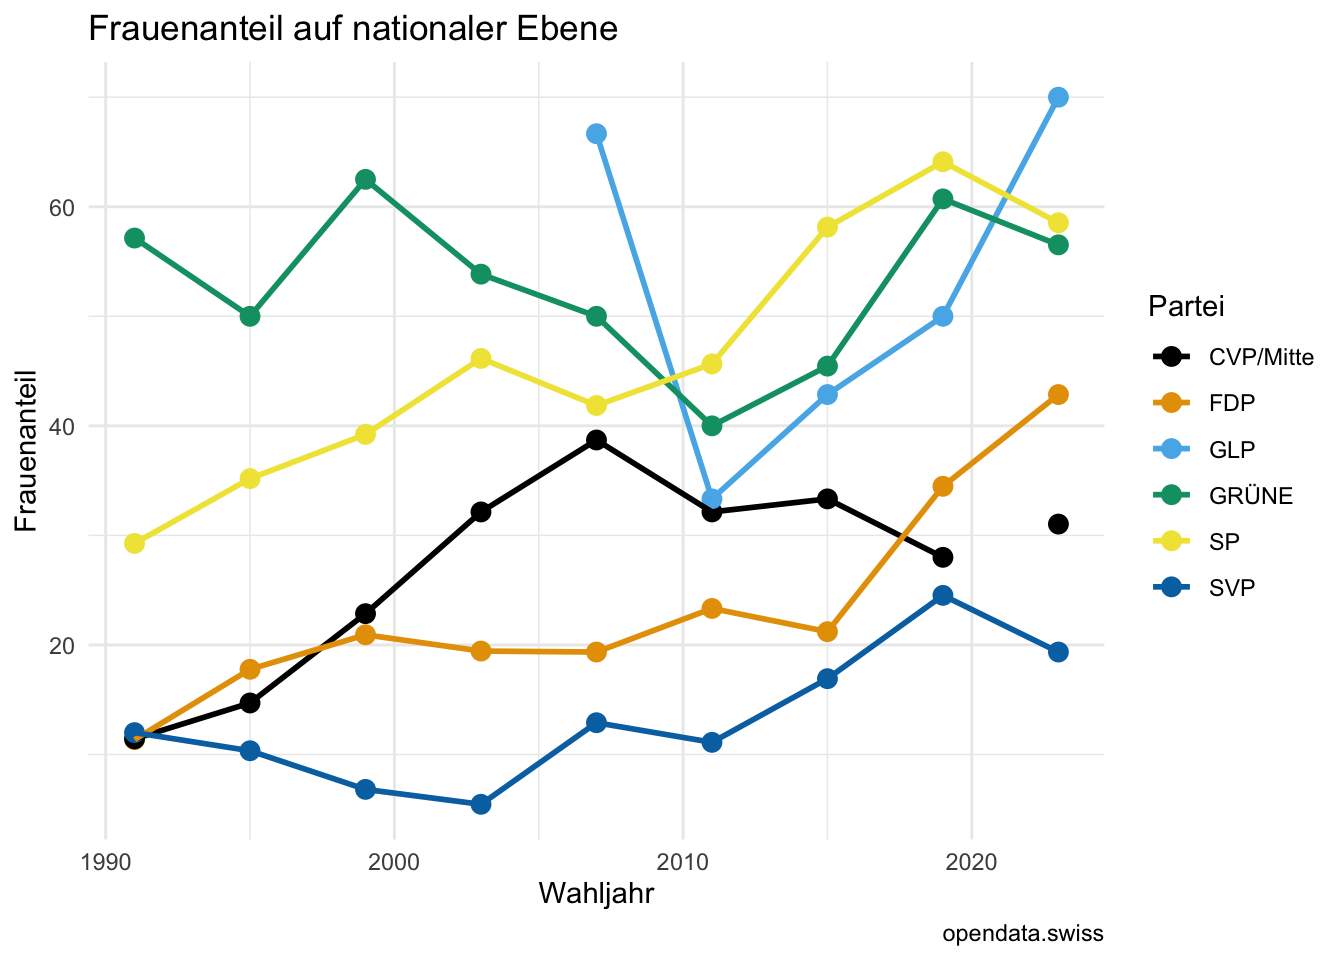 Frauenanteil auf nationaler Ebene
Frauenanteil
60
40
20
1990 2000 2010 2020
Wahljahr
Partei
CVP/Mitte
FDP
GLP
GRÜNE
SP
SVP
opendata.swiss